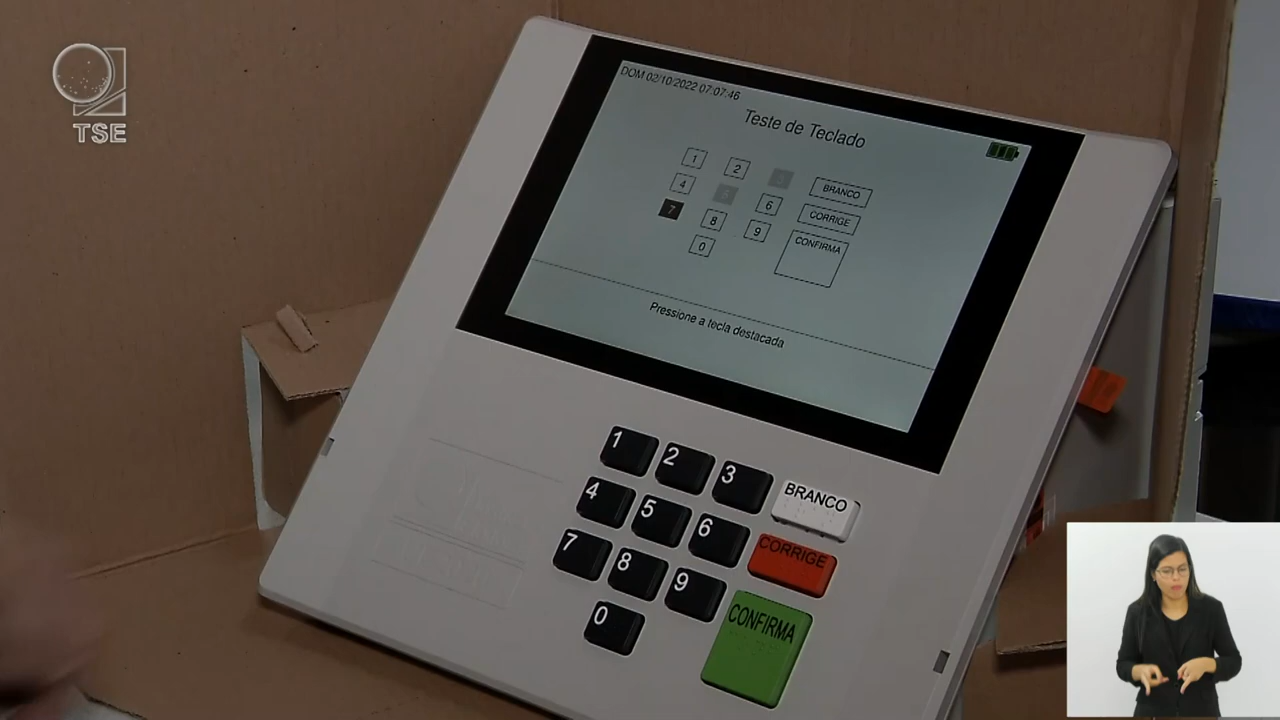 TSE
DOM 02/10/2022 07:07:46
Teste de Teclado
1 2 3 BRANCO
4 5 6 CORRIGE
7 8 9 CONFIRMA
0
Pressione a tecla destacada
1 2 3 BRANCO
4 5 6 CORRIGE
7 8 9 CONFIRMA
0